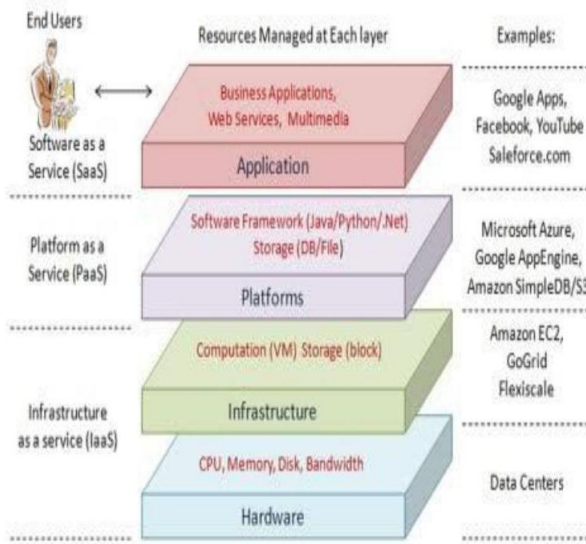 End Users
Resources Managed at Each layer
Examples:
Business Applications,
Web Services, Multimedia
Application
Software as a
Service (SaaS)
Google Apps,
Facebook, YouTube
Saleforce.com
Software Framework (Java/Python/.Net)
Storage (DB/File)
Platforms
Platform as a
Service (PaaS)
Microsoft Azure,
Google AppEngine,
Amazon SimpleDB/S3
Computation (VM) Storage (block)
Infrastructure
Amazon EC2,
GoGrid
Flexiscale
Infrastructure
as a service (IaaS)
CPU, Memory, Disk, Bandwidth
Hardware
Data Centers